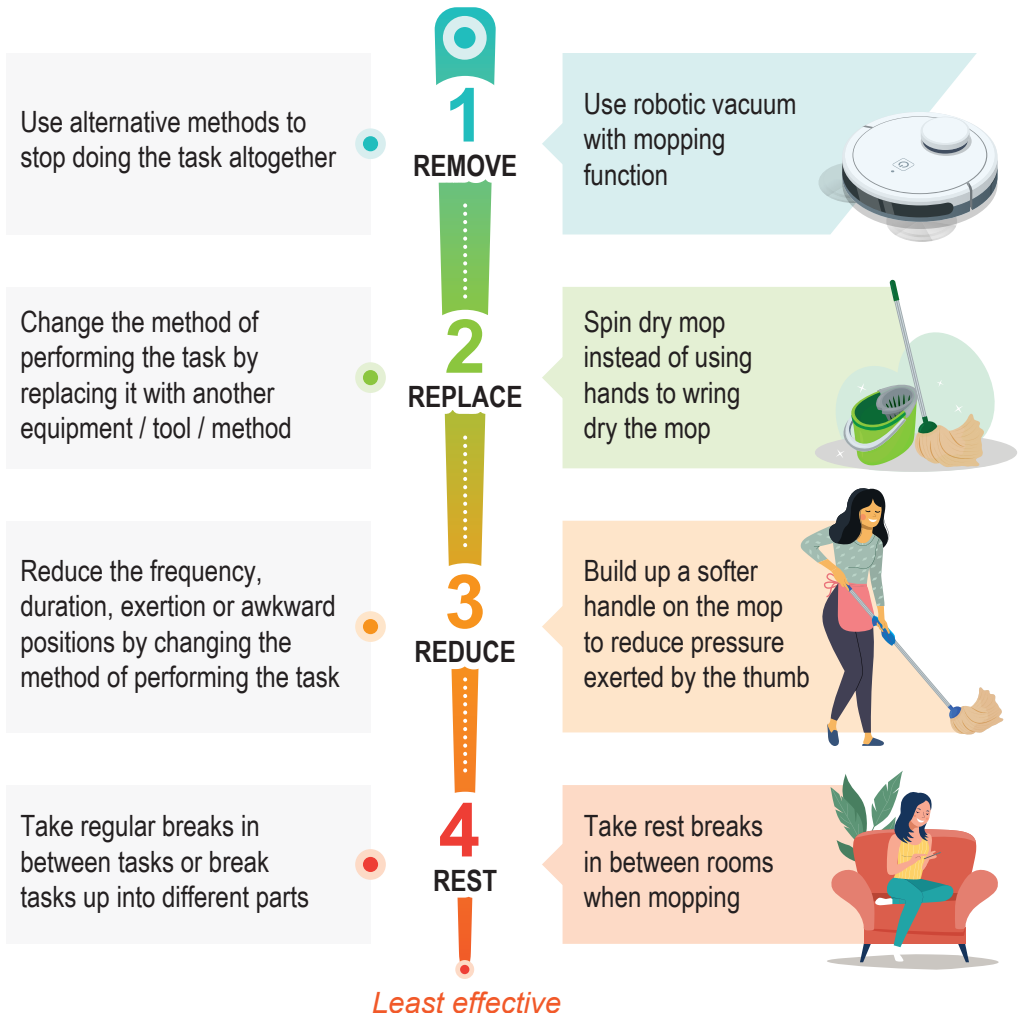 Use alternative methods to
stop doing the task altogether
1
REMOVE
Use robotic vacuum
with mopping
function
Change the method of
performing the task by
replacing it with another
equipment / tool / method
2
REPLACE
Spin dry mop
instead of using
hands to wring
dry the mop
Reduce the frequency,
duration, exertion or awkward
positions by changing the
method of performing the task
3
REDUCE
Build up a softer
handle on the mop
to reduce pressure
exerted by the thumb
Take regular breaks in
between tasks or break
tasks up into different parts
4
REST
Take rest breaks
in between rooms
when mopping
Least effective